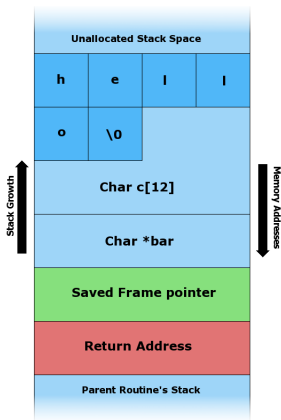 Unallocated Stack Space
h e l l
o \0
Char c[12]
Char *bar
Saved Frame pointer
Return Address
Parent Routine's Stack
Stack Growth
Memory Addresses